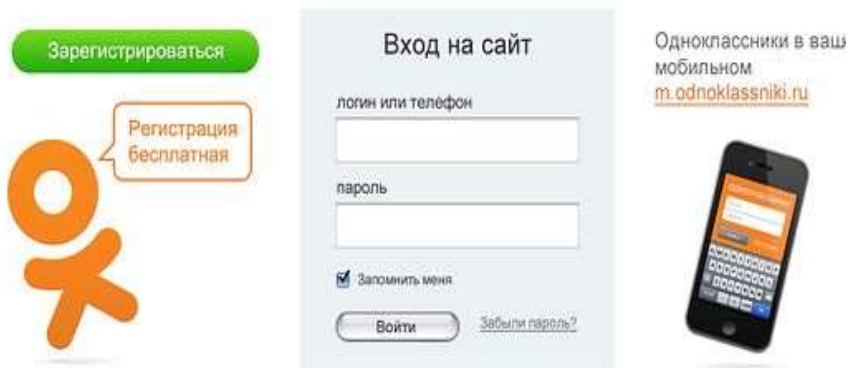 Зарегистрироваться
Регистрация
бесплатная
Вход на сайт
логин или телефон
пароль
Запомнить меня
Войти
Забыли пароль?
Одноклассники в ваш
мобильном
m.odnoklassniki.ru